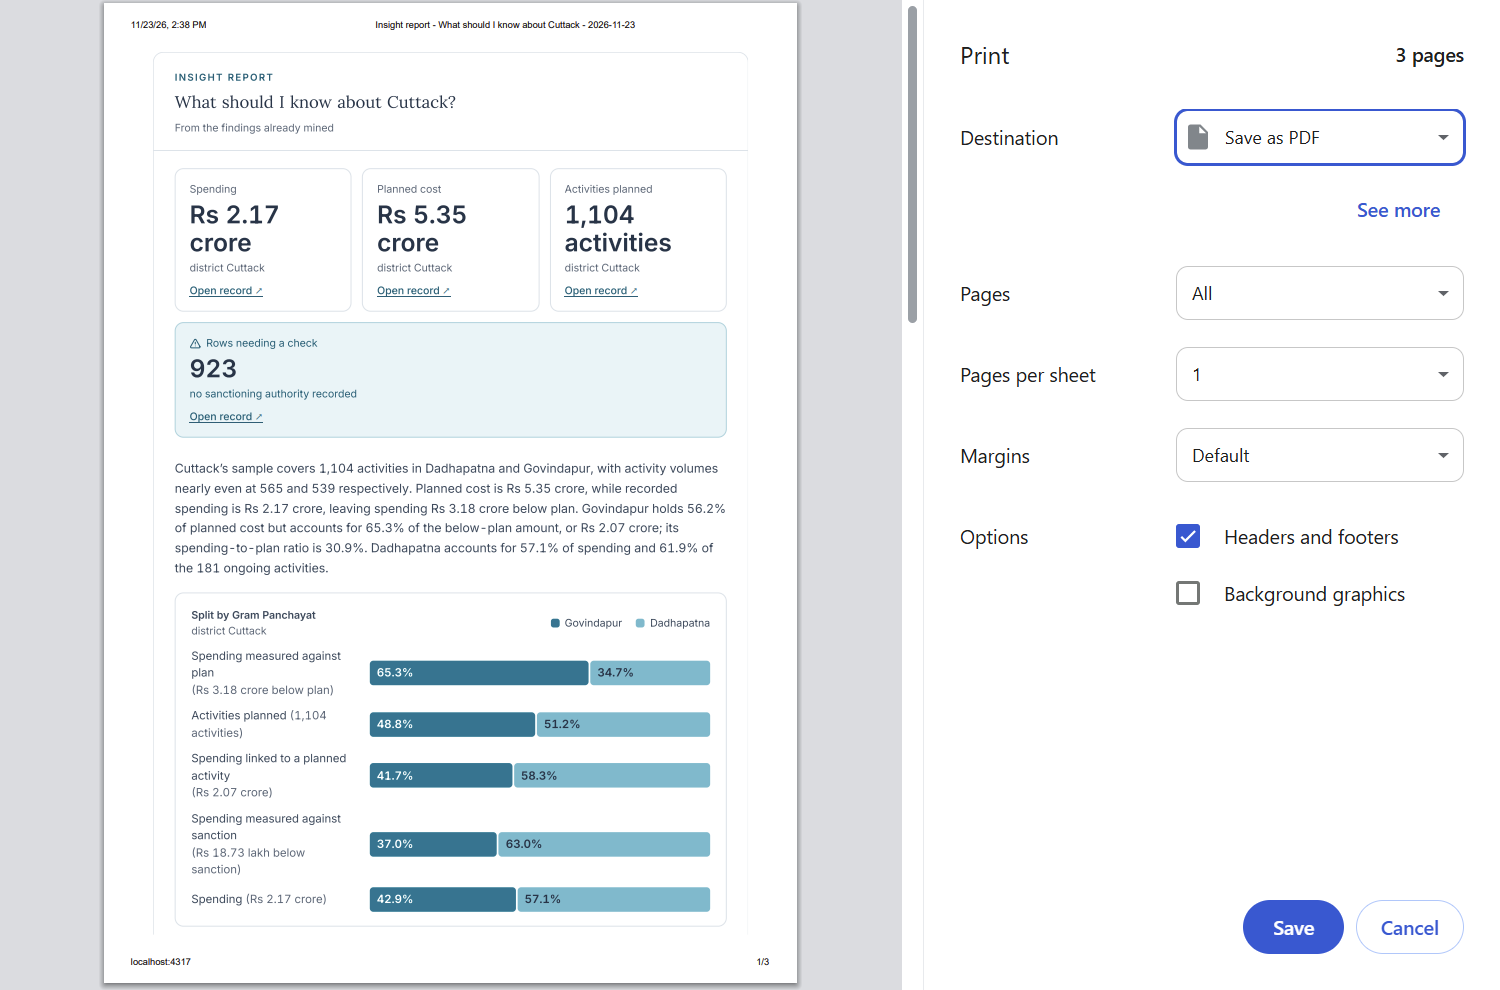 11/23/26, 2:38 PM
Insight report - What should I know about Cuttack - 2026-11-23
INSIGHT REPORT
What should I know about Cuttack?
From the findings already mined
Spending
Rs 2.17
crore
district Cuttack
Open record ↗
Planned cost
Rs 5.35
crore
district Cuttack
Open record ↗
Activities planned
1,104
activities
district Cuttack
Open record ↗
Rows needing a check
923
no sanctioning authority recorded
Open record ↗
Cuttack’s sample covers 1,104 activities in Dadhapatna and Govindapur, with activity volumes
nearly even at 565 and 539 respectively. Planned cost is Rs 5.35 crore, while recorded
spending is Rs 2.17 crore, leaving spending Rs 3.18 crore below plan. Govindapur holds 56.2%
of planned cost but accounts for 65.3% of the below-plan amount, or Rs 2.07 crore; its
spending-to-plan ratio is 30.9%. Dadhapatna accounts for 57.1% of spending and 61.9% of
the 181 ongoing activities.
Split by Gram Panchayat
district Cuttack
Govindapur
Dadhapatna
Spending measured against
plan
(Rs 3.18 crore below plan)
65.3%
34.7%
Activities planned (1,104
activities)
48.8%
51.2%
Spending linked to a planned
activity
(Rs 2.07 crore)
41.7%
58.3%
Spending measured against
sanction
(Rs 18.73 lakh below
sanction)
37.0%
63.0%
Spending (Rs 2.17 crore)
42.9%
57.1%
localhost:4317
1/3
Print
3 pages
Destination
Save as PDF
See more
Pages
All
Pages per sheet
1
Margins
Default
Options
Headers and footers
Background graphics
Save
Cancel